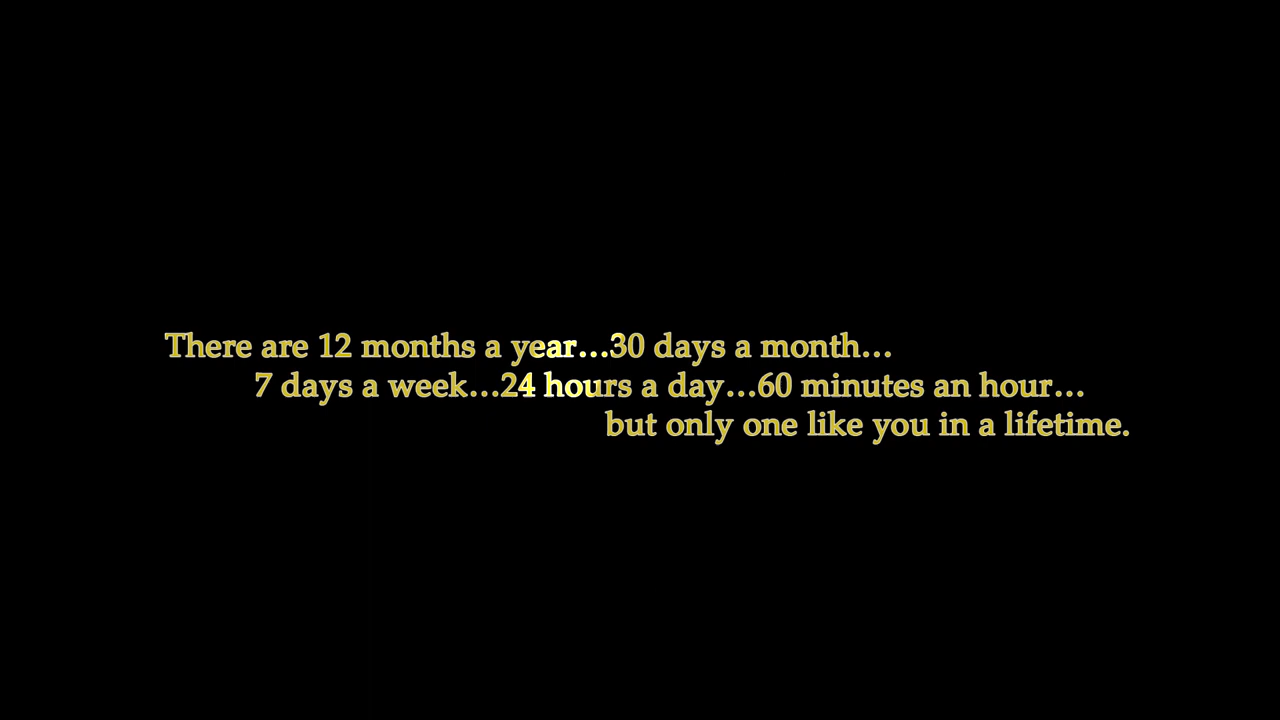 There are 12 months a year…30 days a month…
7 days a week…24 hours a day…60 minutes an hour…
but only one like you in a lifetime.